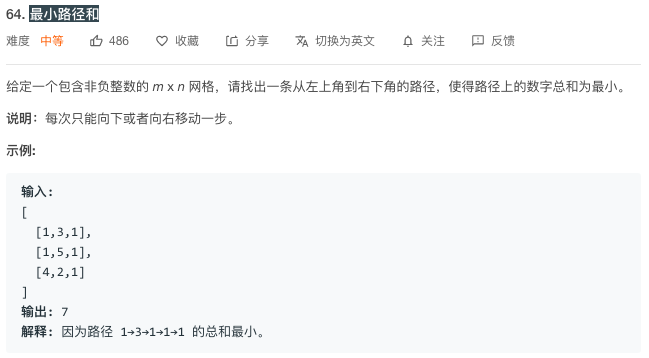 64. 最小路径和
难度 中等 486 收藏 分享 切换为英文 关注 反馈
给定一个包含非负整数的 m x n 网格，请找出一条从左上角到右下角的路径，使得路径上的数字总和为最小。
说明：每次只能向下或者向右移动一步。
示例:
输入:
[
  [1,3,1],
  [1,5,1],
  [4,2,1]
]
输出: 7
解释: 因为路径 1→3→1→1→1 的总和最小。